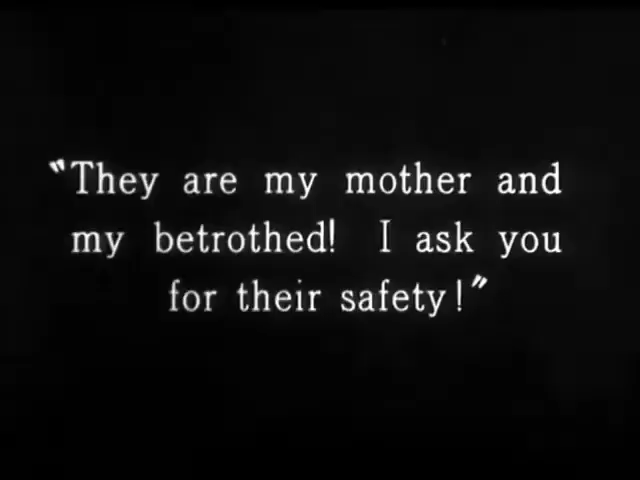 "They are my mother and
my betrothed! I ask you
for their safety!"